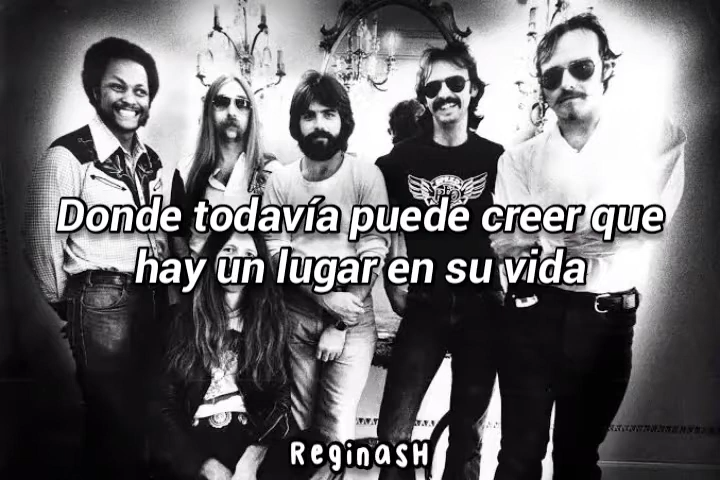 Donde todavía puede creer que
hay un lugar en su vida
ReginasH